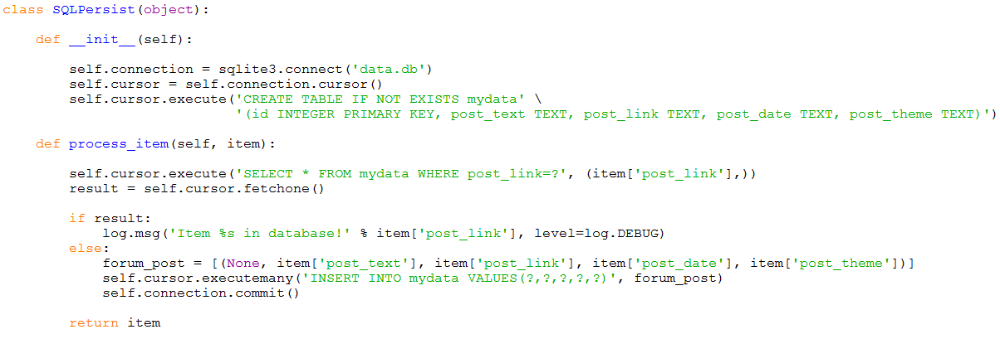 class SQLPersist(object):
    def __init__(self):
        self.connection = sqlite3.connect('data.db')
        self.cursor = self.connection.cursor()
        self.cursor.execute('CREATE TABLE IF NOT EXISTS mydata' \
                            '(id INTEGER PRIMARY KEY, post_text TEXT, post_link TEXT, post_date TEXT, post_theme TEXT)')
    def process_item(self, item):
        self.cursor.execute('SELECT * FROM mydata WHERE post_link=?', (item['post_link'],))
        result = self.cursor.fetchone()
        if result:
            log.msg('Item %s in database!' % item['post_link'], level=log.DEBUG)
        else:
            forum_post = [(None, item['post_text'], item['post_link'], item['post_date'], item['post_theme'])]
            self.cursor.executemany('INSERT INTO mydata VALUES(?,?,?,?,?)', forum_post)
            self.connection.commit()
        return item